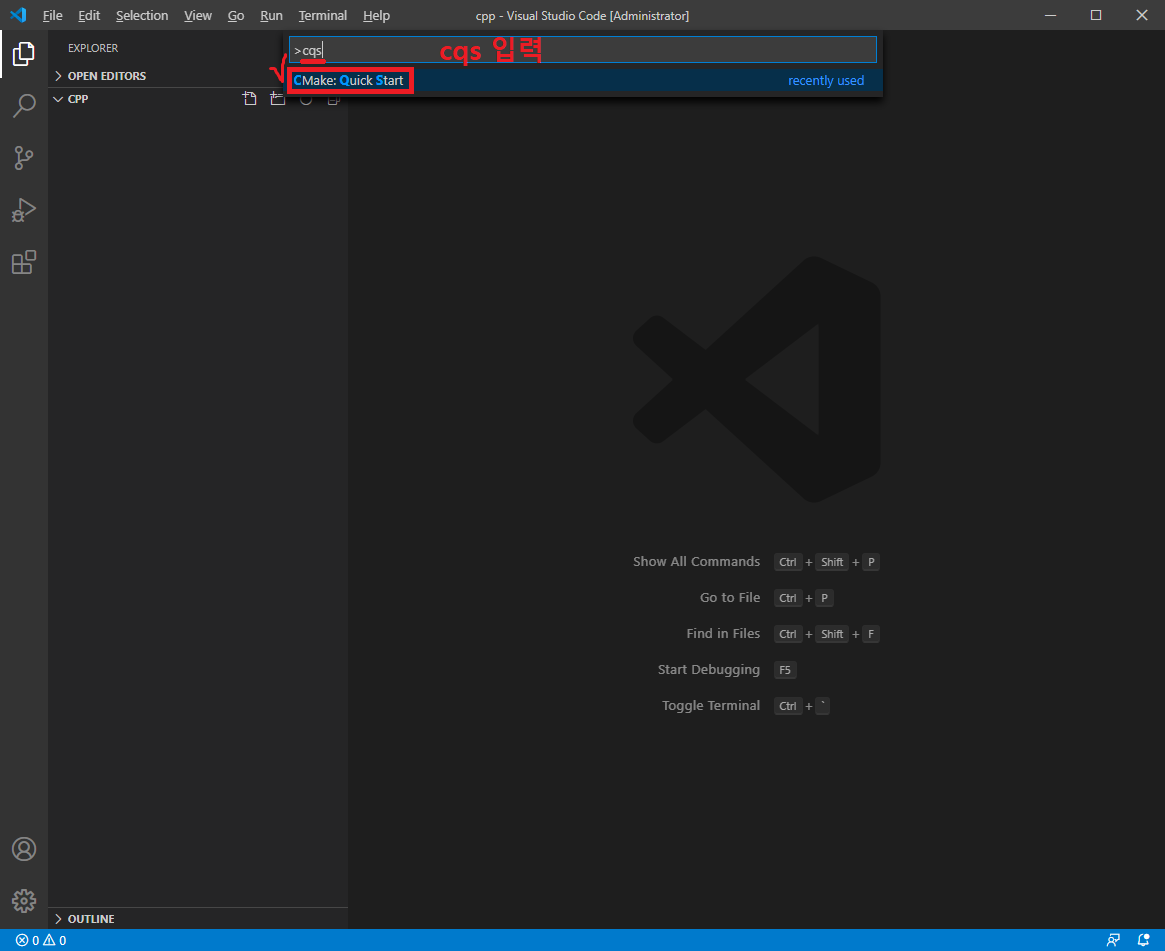 File Edit Selection View Go Run Terminal Help cpp - Visual Studio Code [Administrator]
EXPLORER
>cqs
cqs 입력
OPEN EDITORS
CMake: Quick Start recently used
CPP
Show All Commands Ctrl + Shift + P
Go to File Ctrl + P
Find in Files Ctrl + Shift + F
Start Debugging F5
Toggle Terminal Ctrl + `
OUTLINE
0 0